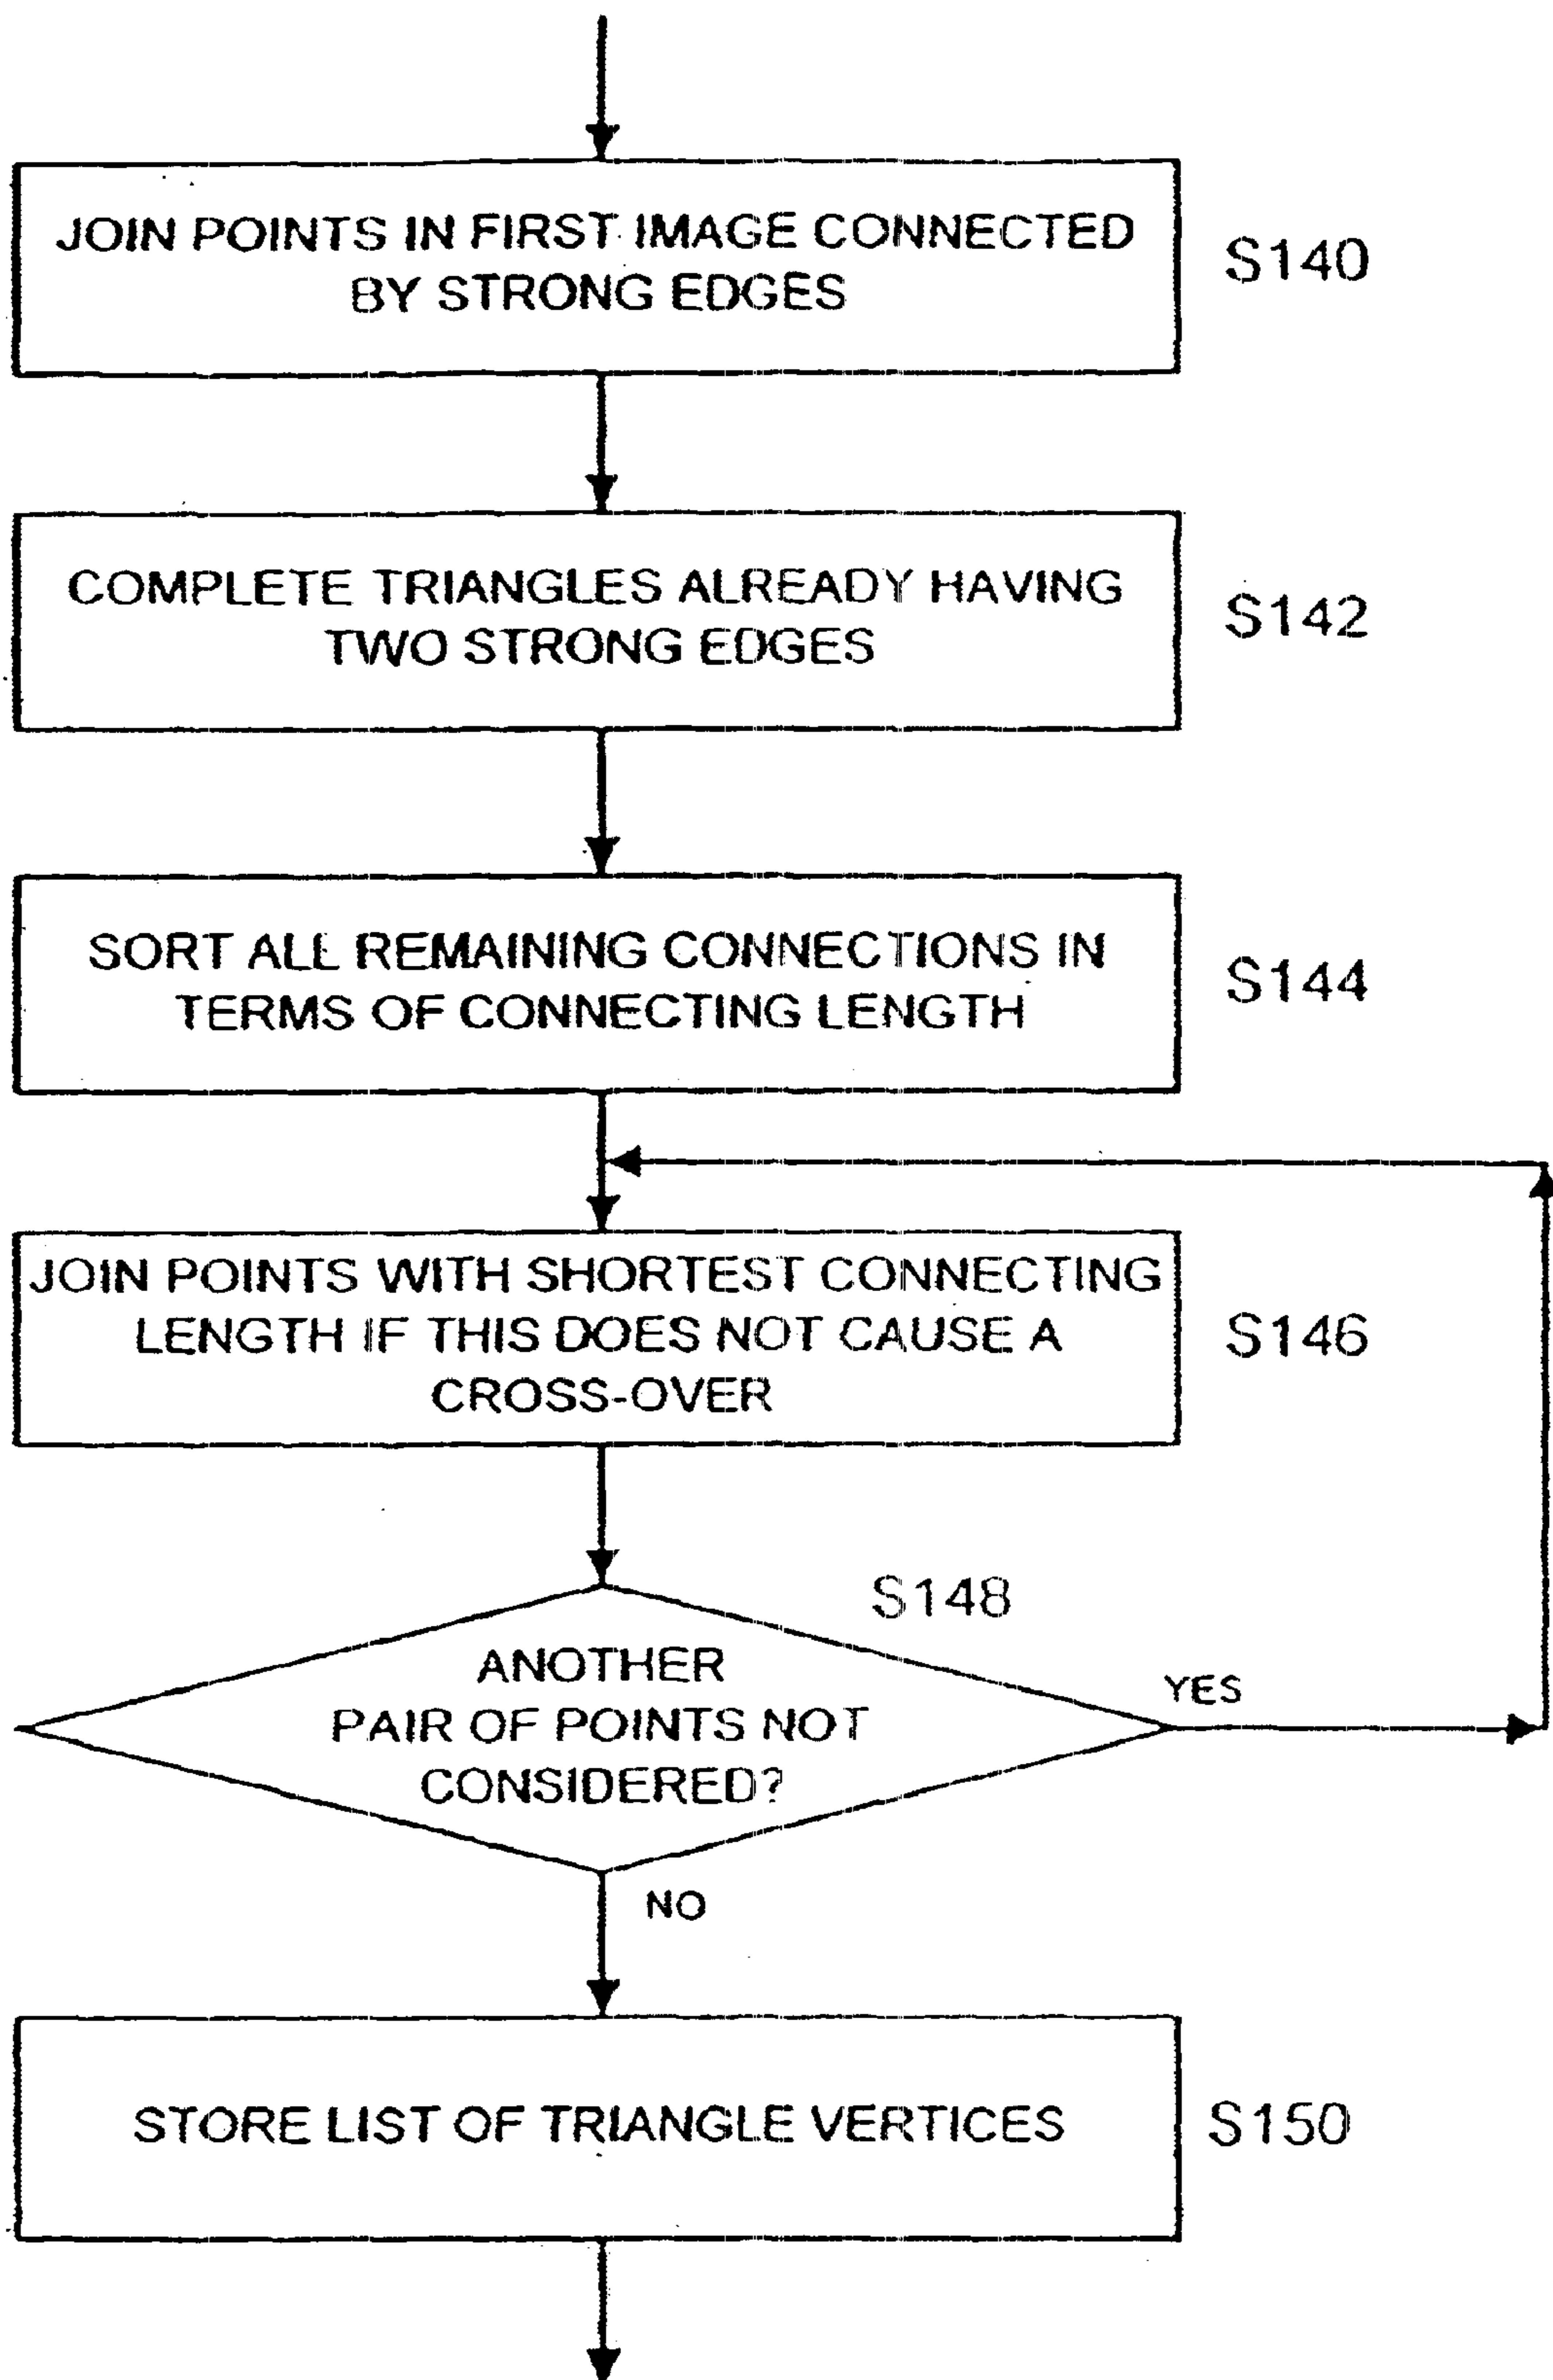 JOIN POINTS IN FIRST IMAGE CONNECTED
BY STRONG EDGES
S140
COMPLETE TRIANGLES ALREADY HAVING
TWO STRONG EDGES
S142
SORT ALL REMAINING CONNECTIONS IN
TERMS OF CONNECTING LENGTH
S144
JOIN POINTS WITH SHORTEST CONNECTING
LENGTH IF THIS DOES NOT CAUSE A
CROSS-OVER
S146
S148
ANOTHER
PAIR OF POINTS NOT
CONSIDERED?
YES
NO
STORE LIST OF TRIANGLE VERTICES
S150